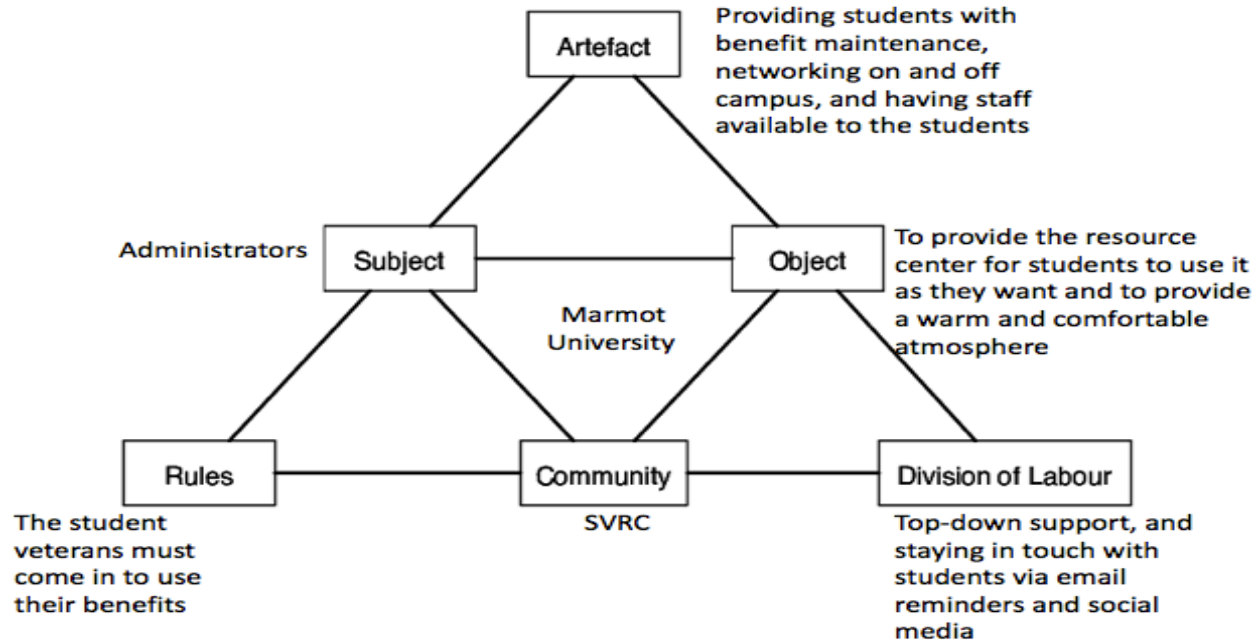 Artefact
Providing students with
benefit maintenance,
networking on and off
campus, and having staff
available to the students
Administrators
Subject
Object
To provide the resource
center for students to use it
as they want and to provide
a warm and comfortable
atmosphere
Marmot
University
Rules
Community
Division of Labour
The student
veterans must
come in to use
their benefits
SVRC
Top-down support, and
staying in touch with
students via email
reminders and social
media